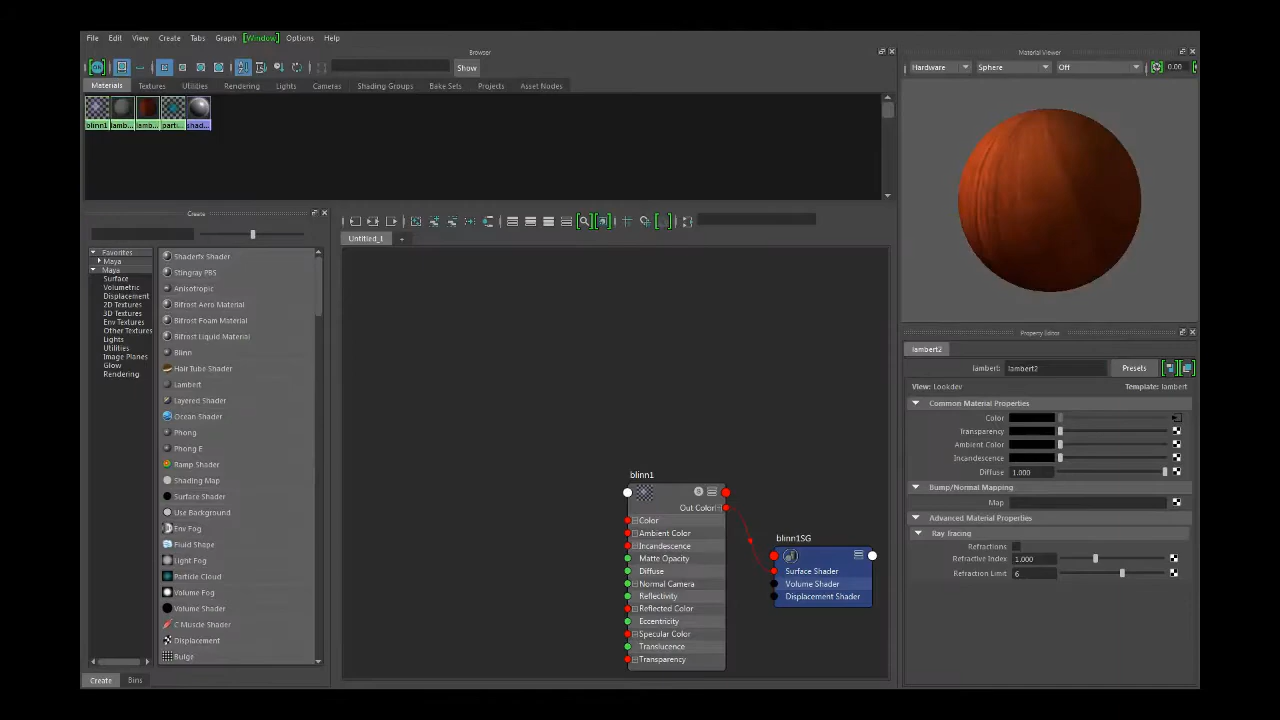 File Edit View Create Tabs Graph [Window] Options Help
Browser
Material Viewer
Show
Hardware Sphere Off 0.00
Materials Textures Utilities Rendering Lights Cameras Shading Groups Bake Sets Projects Asset Nodes
blinn1 lamb... lamb... parti... shad...
Create
Untitled_1 +
Favorites
Maya
Maya
Surface
Volumetric
Displacement
2D Textures
3D Textures
Env Textures
Other Textures
Lights
Utilities
Image Planes
Glow
Rendering
Shaderfx Shader
Stingray PBS
Anisotropic
Bifrost Aero Material
Bifrost Foam Material
Bifrost Liquid Material
Blinn
Hair Tube Shader
Lambert
Layered Shader
Ocean Shader
Phong
Phong E
Ramp Shader
Shading Map
Surface Shader
Use Background
Env Fog
Fluid Shape
Light Fog
Particle Cloud
Volume Fog
Volume Shader
C Muscle Shader
Displacement
Bulge
Create Bins
blinn1
S
Out Color
Color
Ambient Color
Incandescence
Matte Opacity
Diffuse
Normal Camera
Reflectivity
Reflected Color
Eccentricity
Specular Color
Translucence
Transparency
blinn1SG
Surface Shader
Volume Shader
Displacement Shader
Property Editor
lambert2
lambert: lambert2 Presets
View: Lookdev Template: lambert
Common Material Properties
Color
Transparency
Ambient Color
Incandescence
Diffuse 1.000
Bump/Normal Mapping
Map
Advanced Material Properties
Ray Tracing
Refractions
Refractive Index 1.000
Refraction Limit 6